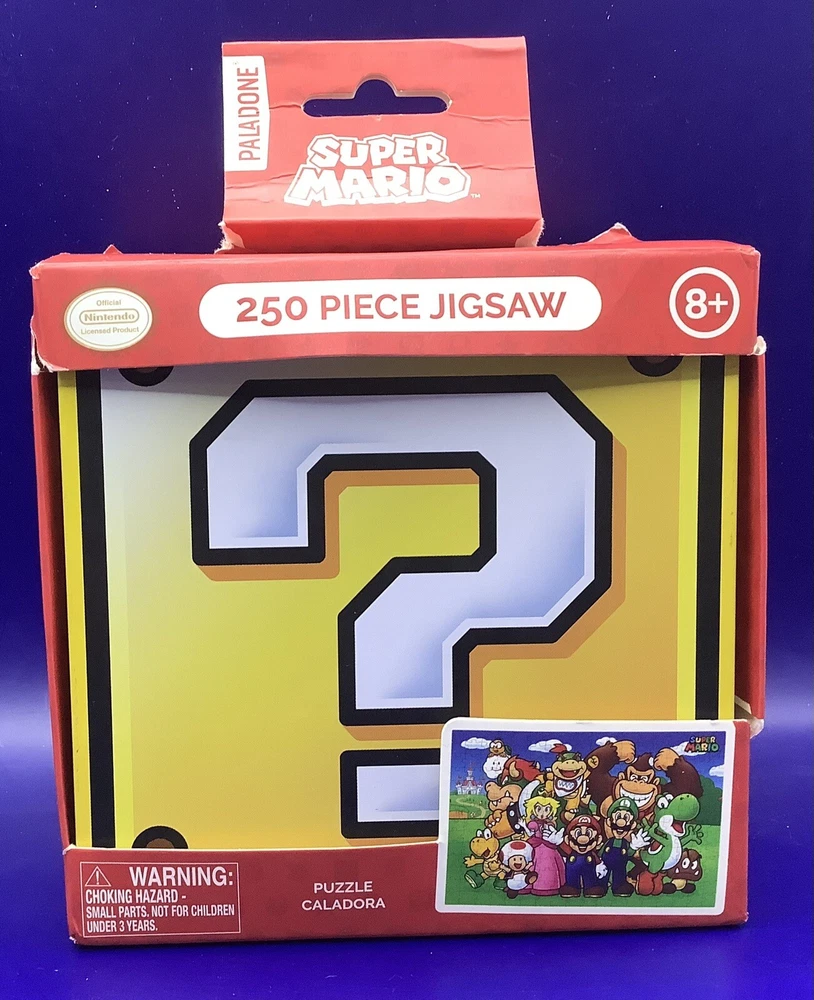 PALADONE
SUPER
MARIO™
Official
Nintendo
Licensed Product
250 PIECE JIGSAW
8+
?
SUPER
MARIO
WARNING:
CHOKING HAZARD -
SMALL PARTS. NOT FOR CHILDREN
UNDER 3 YEARS.
PUZZLE
CALADORA